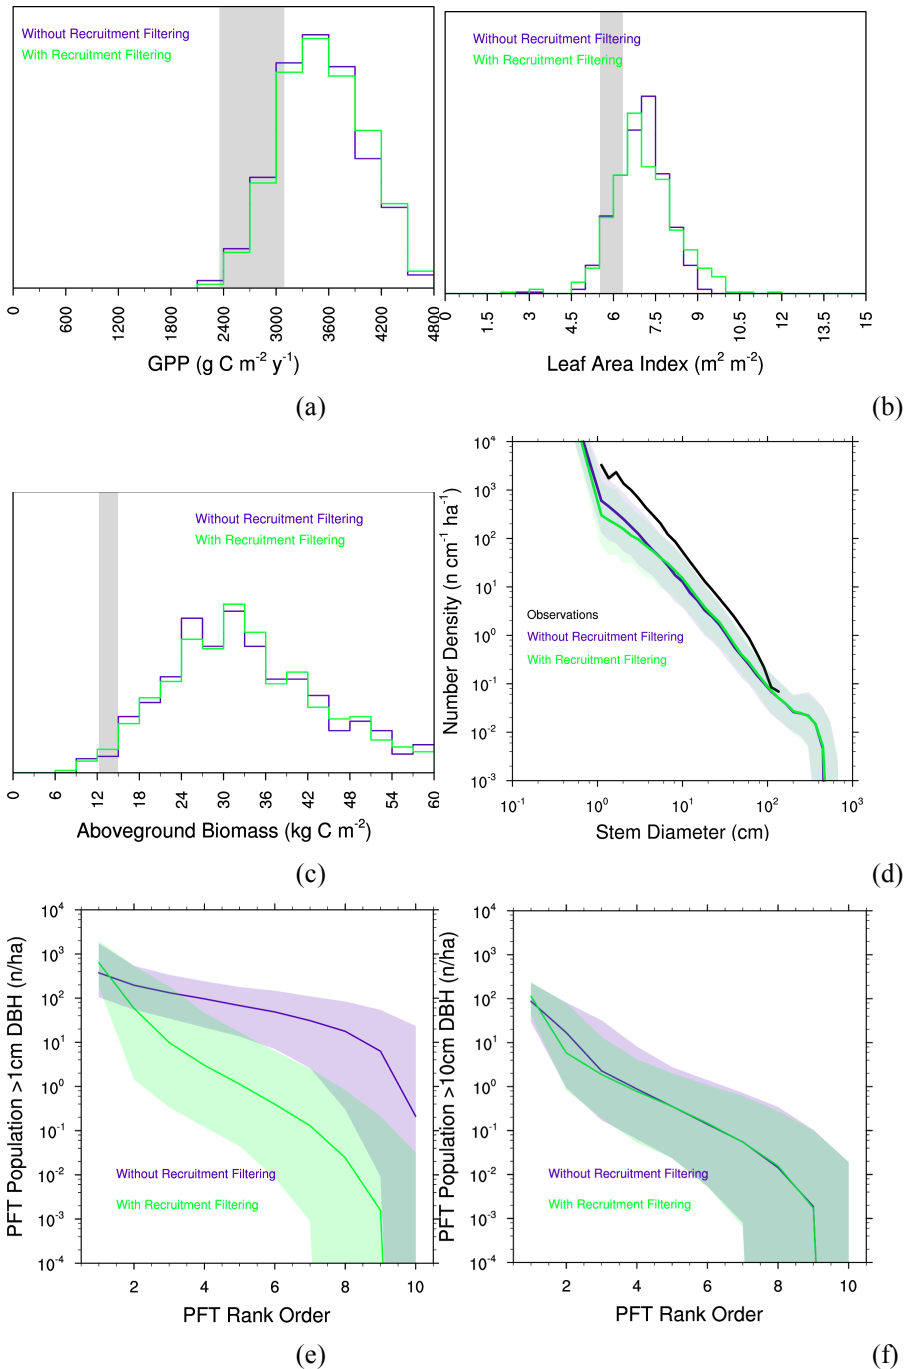 Without Recruitment Filtering
With Recruitment Filtering
0 600 1200 1800 2400 3000 3600 4200 4800
GPP (g C m-2 y-1)
(a)
Without Recruitment Filtering
With Recruitment Filtering
0 1.5 3 4.5 6 7.5 9 10.5 12 13.5 15
Leaf Area Index (m2 m-2)
(b)
Without Recruitment Filtering
With Recruitment Filtering
0 6 12 18 24 30 36 42 48 54 60
Aboveground Biomass (kg C m-2)
(c)
Number Density (n cm-1 ha-1)
104
103
102
101
100
10-1
10-2
10-3
Observations
Without Recruitment Filtering
With Recruitment Filtering
10-1 100 101 102 103
Stem Diameter (cm)
(d)
PFT Population >1cm DBH (n/ha)
104
103
102
101
100
10-1
10-2
10-3
10-4
Without Recruitment Filtering
With Recruitment Filtering
2 4 6 8 10
PFT Rank Order
(e)
PFT Population >10cm DBH (n/ha)
104
103
102
101
100
10-1
10-2
10-3
10-4
Without Recruitment Filtering
With Recruitment Filtering
2 4 6 8 10
PFT Rank Order
(f)